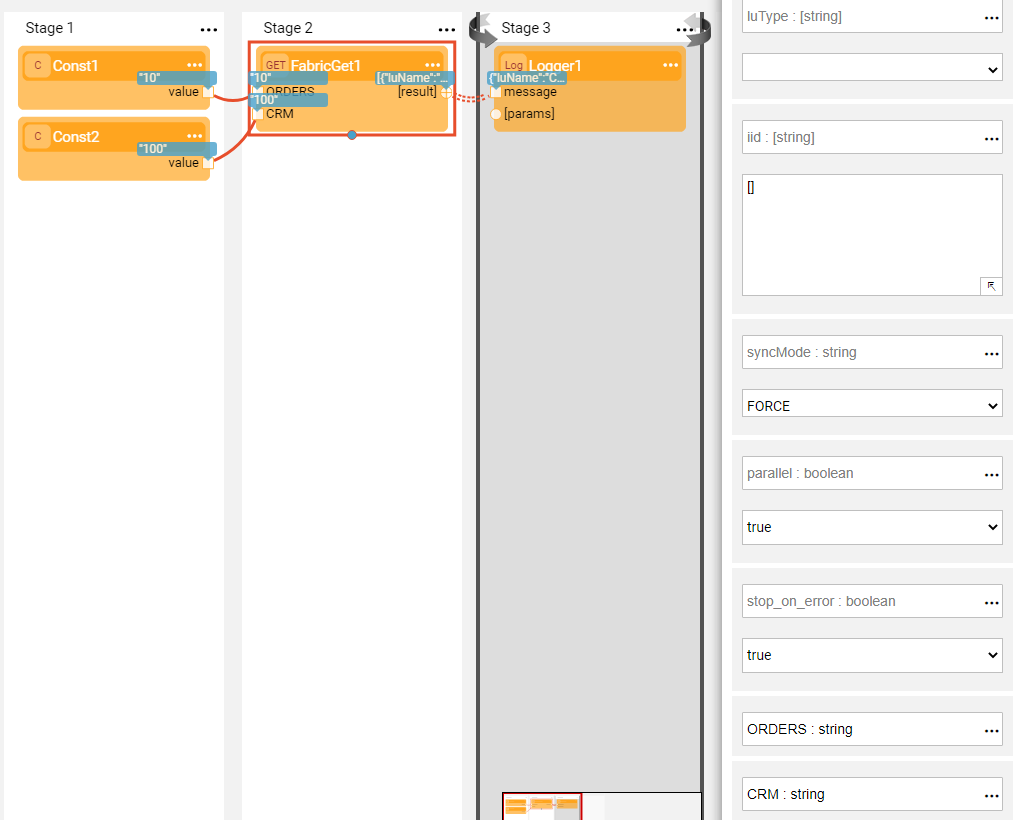 Stage 1
C Const1
"10"
value
C Const2
"100"
value
Stage 2
GET FabricGet1
"10"
[{"luName":"...
ORDERS
[result]
"100"
CRM
Stage 3
Log Logger1
{"luName":"C...
message
[params]
luType : [string]
iid : [string]
[]
syncMode : string
FORCE
parallel : boolean
true
stop_on_error : boolean
true
ORDERS : string
CRM : string